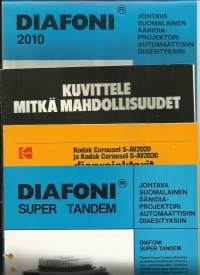 DIAFONI®
2010
JOHTAVA
SUOMALAINEN
ÄÄNIDIA-
PROJEKTORI
AUTOMAATTISIIN
DIAESITYKSIIN
KUVITTELE
MITKÄ MAHDOLLISUUDET
Kodak Carousel S-AV2020
ja Kodak Carousel S-AV2030
diaprojektorit
DIAFONI®
SUPER TANDEM
JOHTAVA
SUOMALAINEN
ÄÄNIDIA-
PROJEKTORI
AUTOMAATTISIIN
DIAESITYKSIIN
DIAFONI
SUPER TANDEM